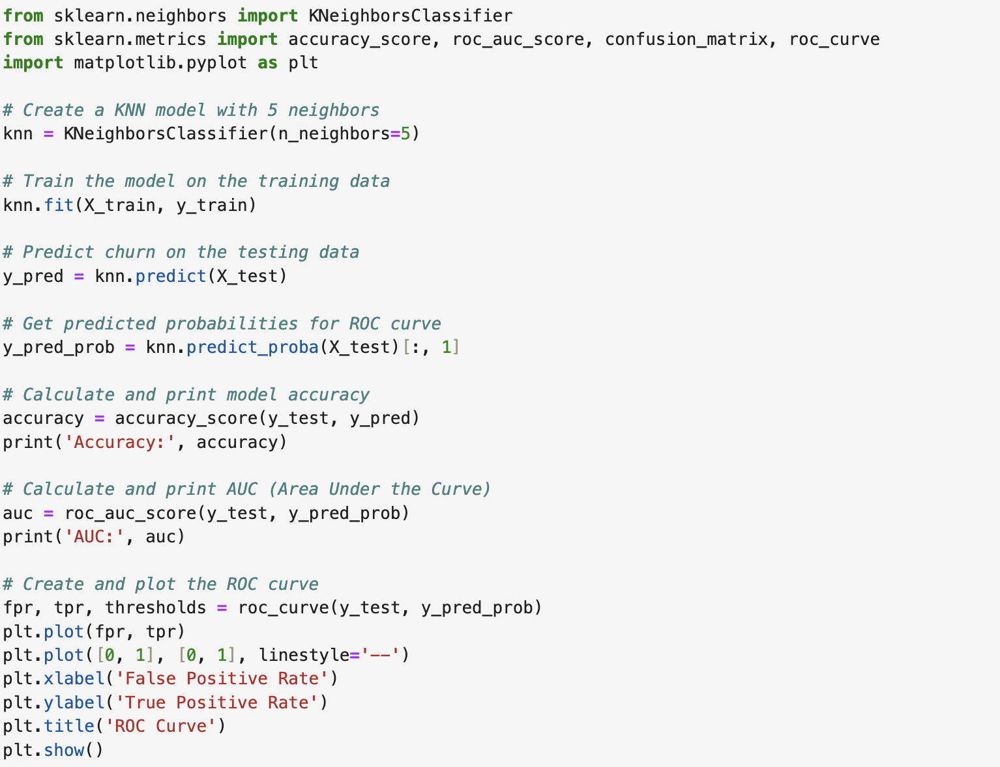 from sklearn.neighbors import KNeighborsClassifier
from sklearn.metrics import accuracy_score, roc_auc_score, confusion_matrix, roc_curve
import matplotlib.pyplot as plt
# Create a KNN model with 5 neighbors
knn = KNeighborsClassifier(n_neighbors=5)
# Train the model on the training data
knn.fit(X_train, y_train)
# Predict churn on the testing data
y_pred = knn.predict(X_test)
# Get predicted probabilities for ROC curve
y_pred_prob = knn.predict_proba(X_test)[:, 1]
# Calculate and print model accuracy
accuracy = accuracy_score(y_test, y_pred)
print('Accuracy:', accuracy)
# Calculate and print AUC (Area Under the Curve)
auc = roc_auc_score(y_test, y_pred_prob)
print('AUC:', auc)
# Create and plot the ROC curve
fpr, tpr, thresholds = roc_curve(y_test, y_pred_prob)
plt.plot(fpr, tpr)
plt.plot([0, 1], [0, 1], linestyle='--')
plt.xlabel('False Positive Rate')
plt.ylabel('True Positive Rate')
plt.title('ROC Curve')
plt.show()